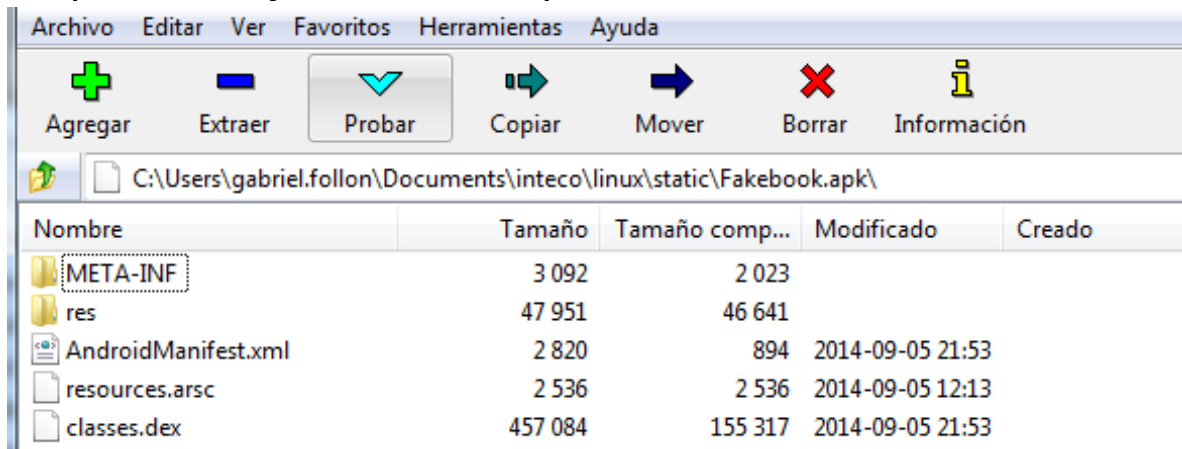 Archivo Editar Ver Favoritos Herramientas Ayuda
Agregar Extraer Probar Copiar Mover Borrar Información
C:\Users\gabriel.follon\Documents\inteco\linux\static\Fakebook.apk\
Nombre Tamaño Tamaño comp... Modificado Creado
META-INF 3 092 2 023
res 47 951 46 641
AndroidManifest.xml 2 820 894 2014-09-05 21:53
resources.arsc 2 536 2 536 2014-09-05 12:13
classes.dex 457 084 155 317 2014-09-05 21:53